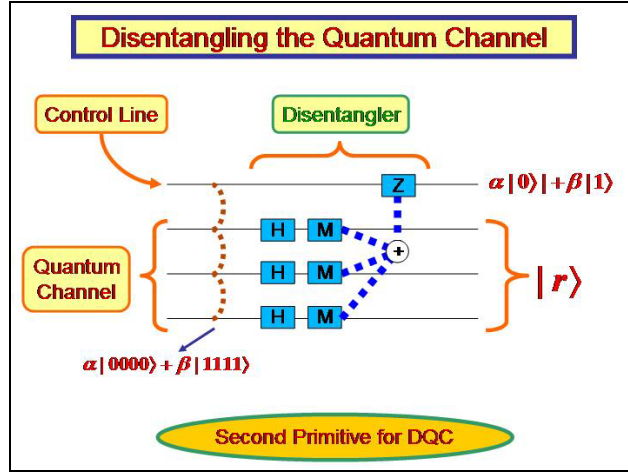 Disentangling the Quantum Channel
Control Line
Disentangler
Z
α|0⟩|+β|1⟩
H M
+
Quantum
Channel
H M
|r⟩
H M
α|0000⟩+β|1111⟩
Second Primitive for DQC